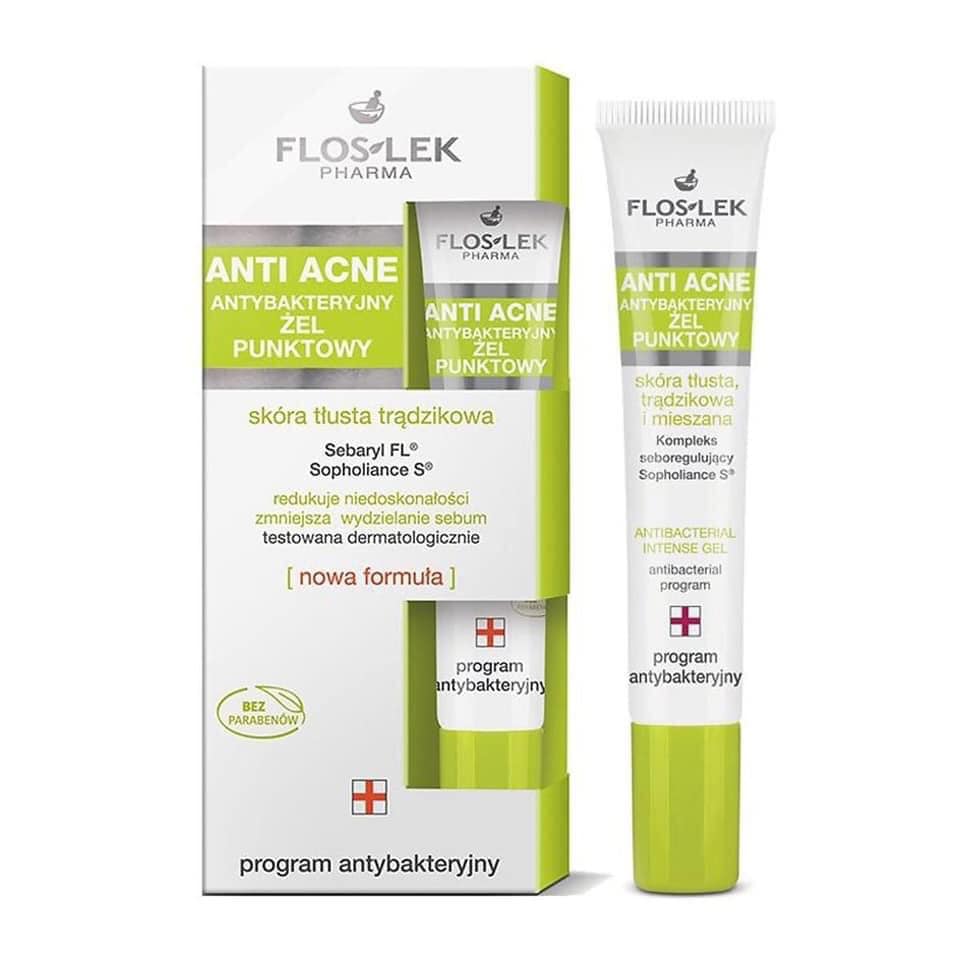 FLOS-LEK
PHARMA
ANTI ACNE
ANTYBAKTERYJNY
ŻEL
PUNKTOWY
skóra tłusta trądzikowa
Sebaryl FL®
Sopholiance S®
redukuje niedoskonałości
zmniejsza wydzielanie sebum
testowana dermatologicznie
[ nowa formuła ]
BEZ
PARABENÓW
program antybakteryjny
FLOS-LEK
PHARMA
ANTI ACNE
ANTYBAKTERYJNY
ŻEL
PUNKTOWY
PARABENÓW
program
antybakteryjny
FLOS-LEK
PHARMA
ANTI ACNE
ANTYBAKTERYJNY
ŻEL
PUNKTOWY
skóra tłusta,
trądzikowa
i mieszana
Kompleks
seboregulujący
Sopholiance S®
ANTIBACTERIAL
INTENSE GEL
antibacterial
program
program
antybakteryjny